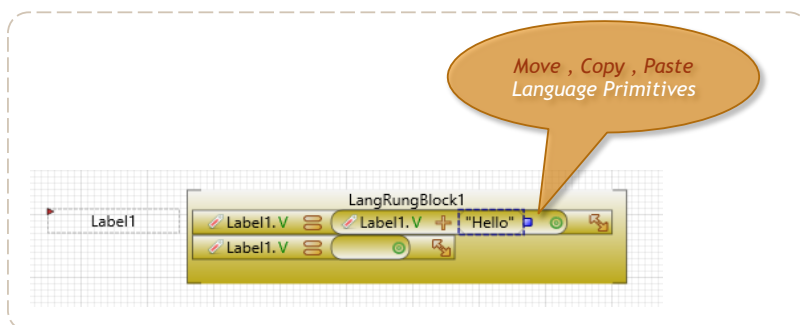 Move , Copy , Paste
Language Primitives
LangRungBlock1
Label1
Label1.V = Label1.V + "Hello"
Label1.V =